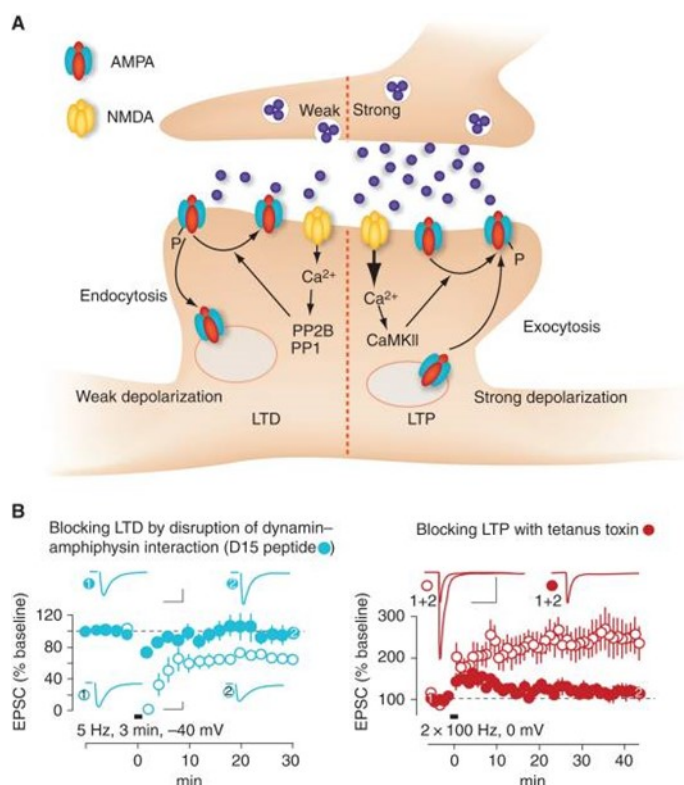 A
AMPA
NMDA
Weak Strong
P
Ca²⁺
Endocytosis
PP2B
PP1
Weak depolarization
LTD
Ca²⁺
CaMKII
P
Exocytosis
Strong depolarization
LTP
B
Blocking LTD by disruption of dynamin–
amphiphysin interaction (D15 peptide )
1
2
120
80
40
0
EPSC (% baseline)
1
2
2
5 Hz, 3 min, –40 mV
0 10 20 30
min
Blocking LTP with tetanus toxin
1+2
1+2
300
200
100
EPSC (% baseline)
1
2
2 × 100 Hz, 0 mV
0 10 20 30 40
min